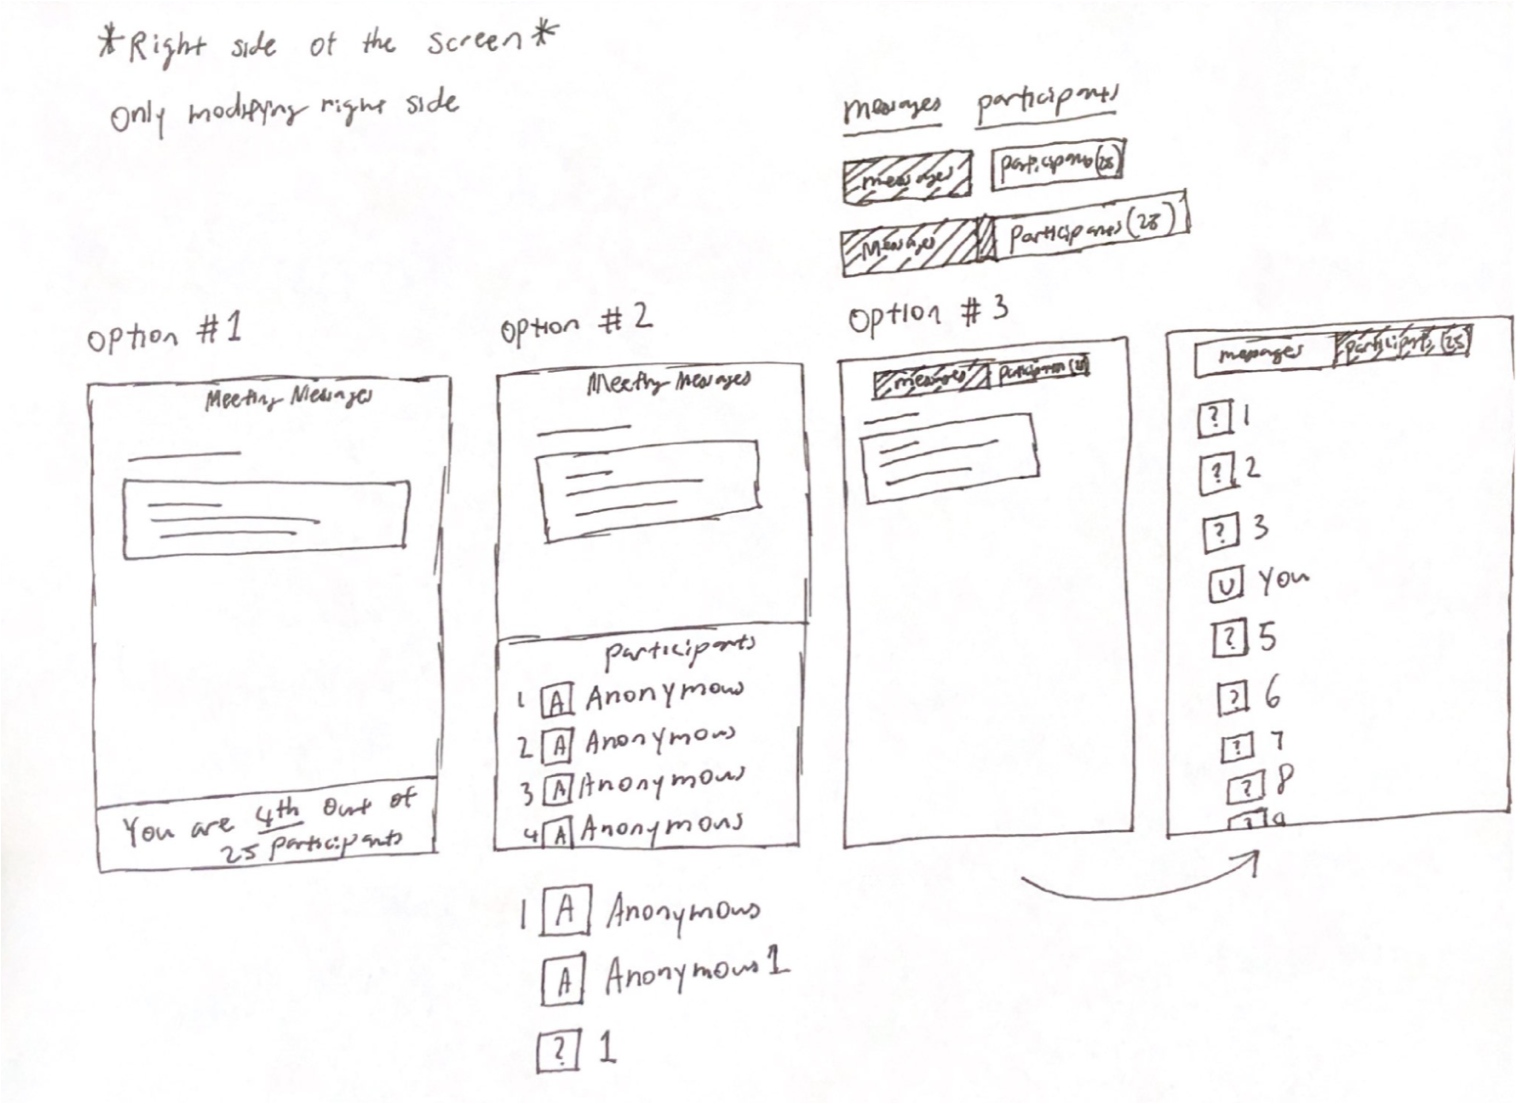 *Right side of the screen*
Only modifying right side
messages participants
messages participants (25)
Messages Participants (25)
Option #1
Meeting Messages
You are 4th out of
25 participants
Option #2
Meeting Messages
participants
1 A Anonymous
2 A Anonymous
3 A Anonymous
4 A Anonymous
1 A Anonymous
A Anonymous 1
? 1
Option #3
messages participants (25)
messages participants (25)
? 1
? 2
? 3
U You
? 5
? 6
? 7
? 8
? 9